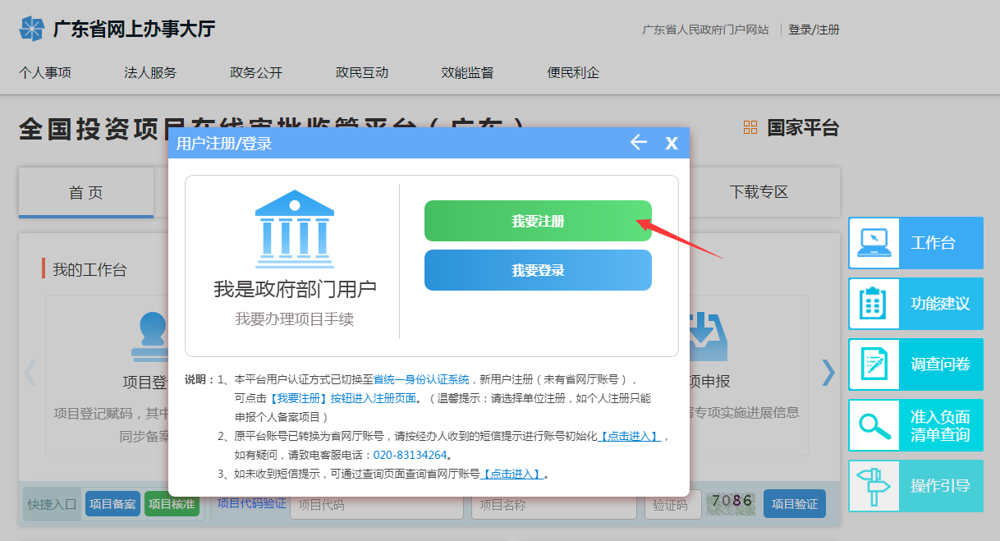 广东省网上办事大厅
广东省人民政府门户网站 登录/注册
个人事项 法人服务 政务公开 政民互动 效能监督 便民利企
全国投资项目在线审批监管平台（广东）
国家平台
用户注册/登录 X
首 页
下载专区
我要注册
我要登录
我是政府部门用户
我要办理项目手续
我的工作台
项目登
项目登记赋码，其中
同步备案
项申报
专项实施进展信息
说明：1、本平台用户认证方式已切换至省统一身份认证系统，新用户注册（未有省网厅账号），
可点击【我要注册】按钮进入注册页面。（温馨提示：请选择单位注册，如个人注册只能
申报个人备案项目）
2、原平台账号已转换为省网厅账号，请按经办人收到的短信提示进行账号初始化【点击进入】，
如有疑问，请致电客服电话：020-83134264。
3、如未收到短信提示，可通过查询页面查询省网厅账号【点击进入】。
快捷入口 项目备案 项目核准 项目代码验证 项目代码 项目名称 验证码 7086 项目验证
工作台
功能建议
调查问卷
准入负面
清单查询
操作引导